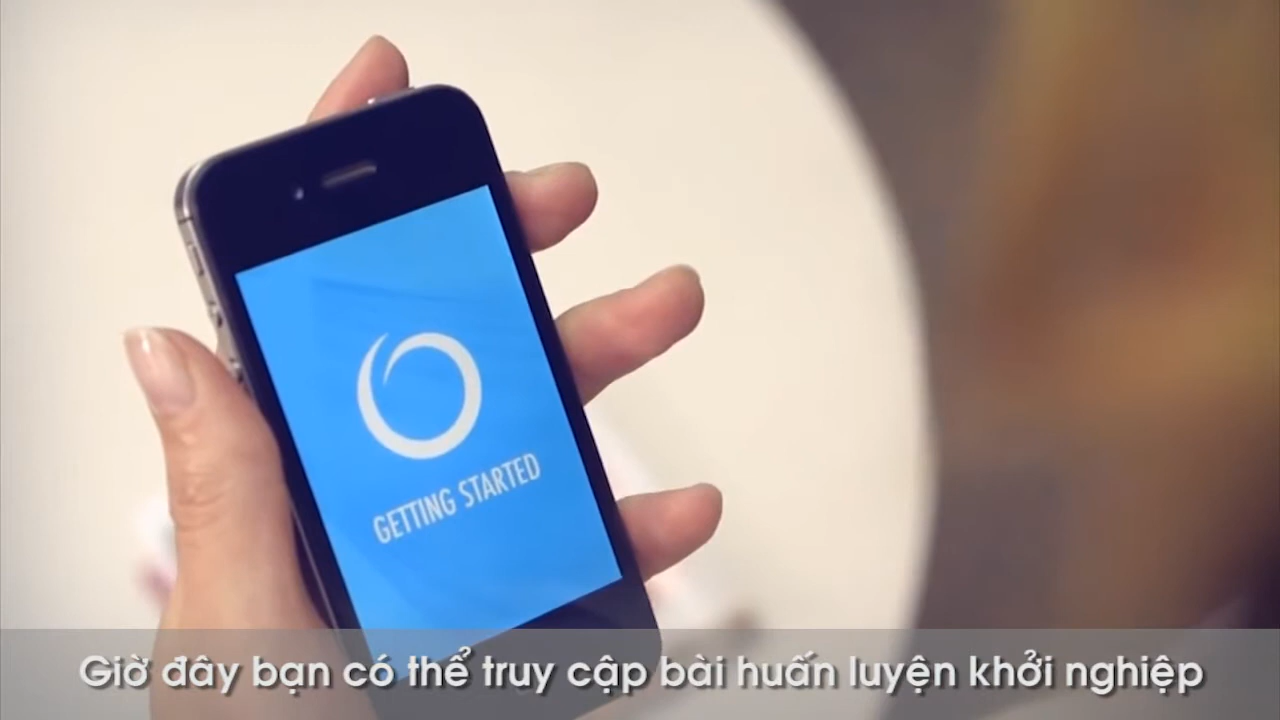 GETTING STARTED
Giờ đây bạn có thể truy cập bài huấn luyện khởi nghiệp